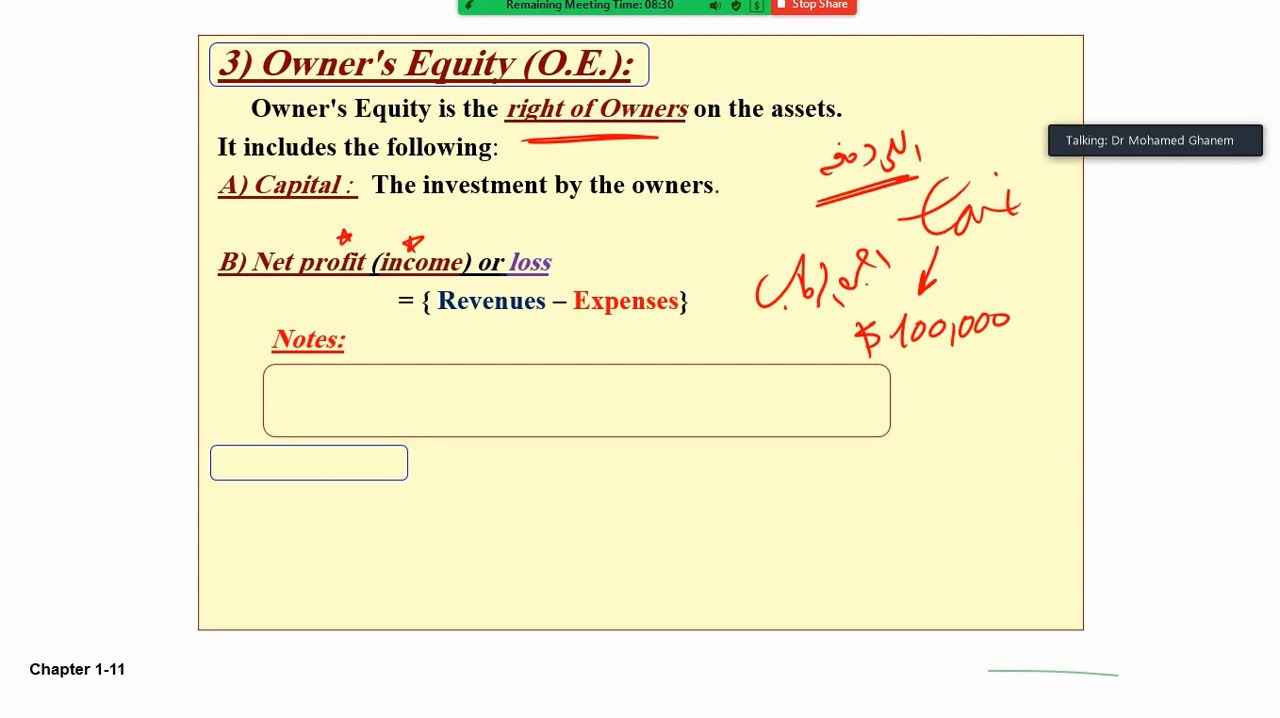 Remaining Meeting Time: 08:30
Stop Share
3) Owner's Equity (O.E.):
Owner's Equity is the right of Owners on the assets.
Talking: Dr Mohamed Ghanem
It includes the following:
A) Capital : The investment by the owners.
B) Net profit (income) or loss
= { Revenues – Expenses}
$ 100,000
Notes:
Chapter 1-11